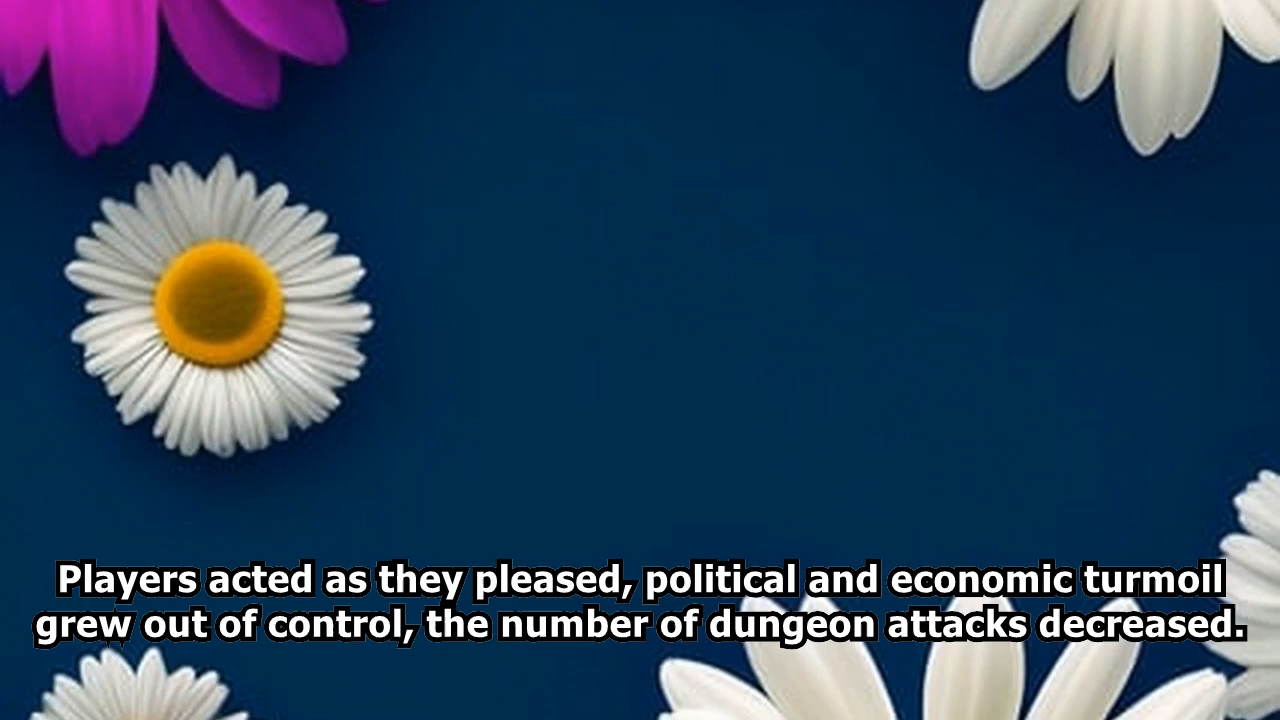 Players acted as they pleased, political and economic turmoil
grew out of control, the number of dungeon attacks decreased.